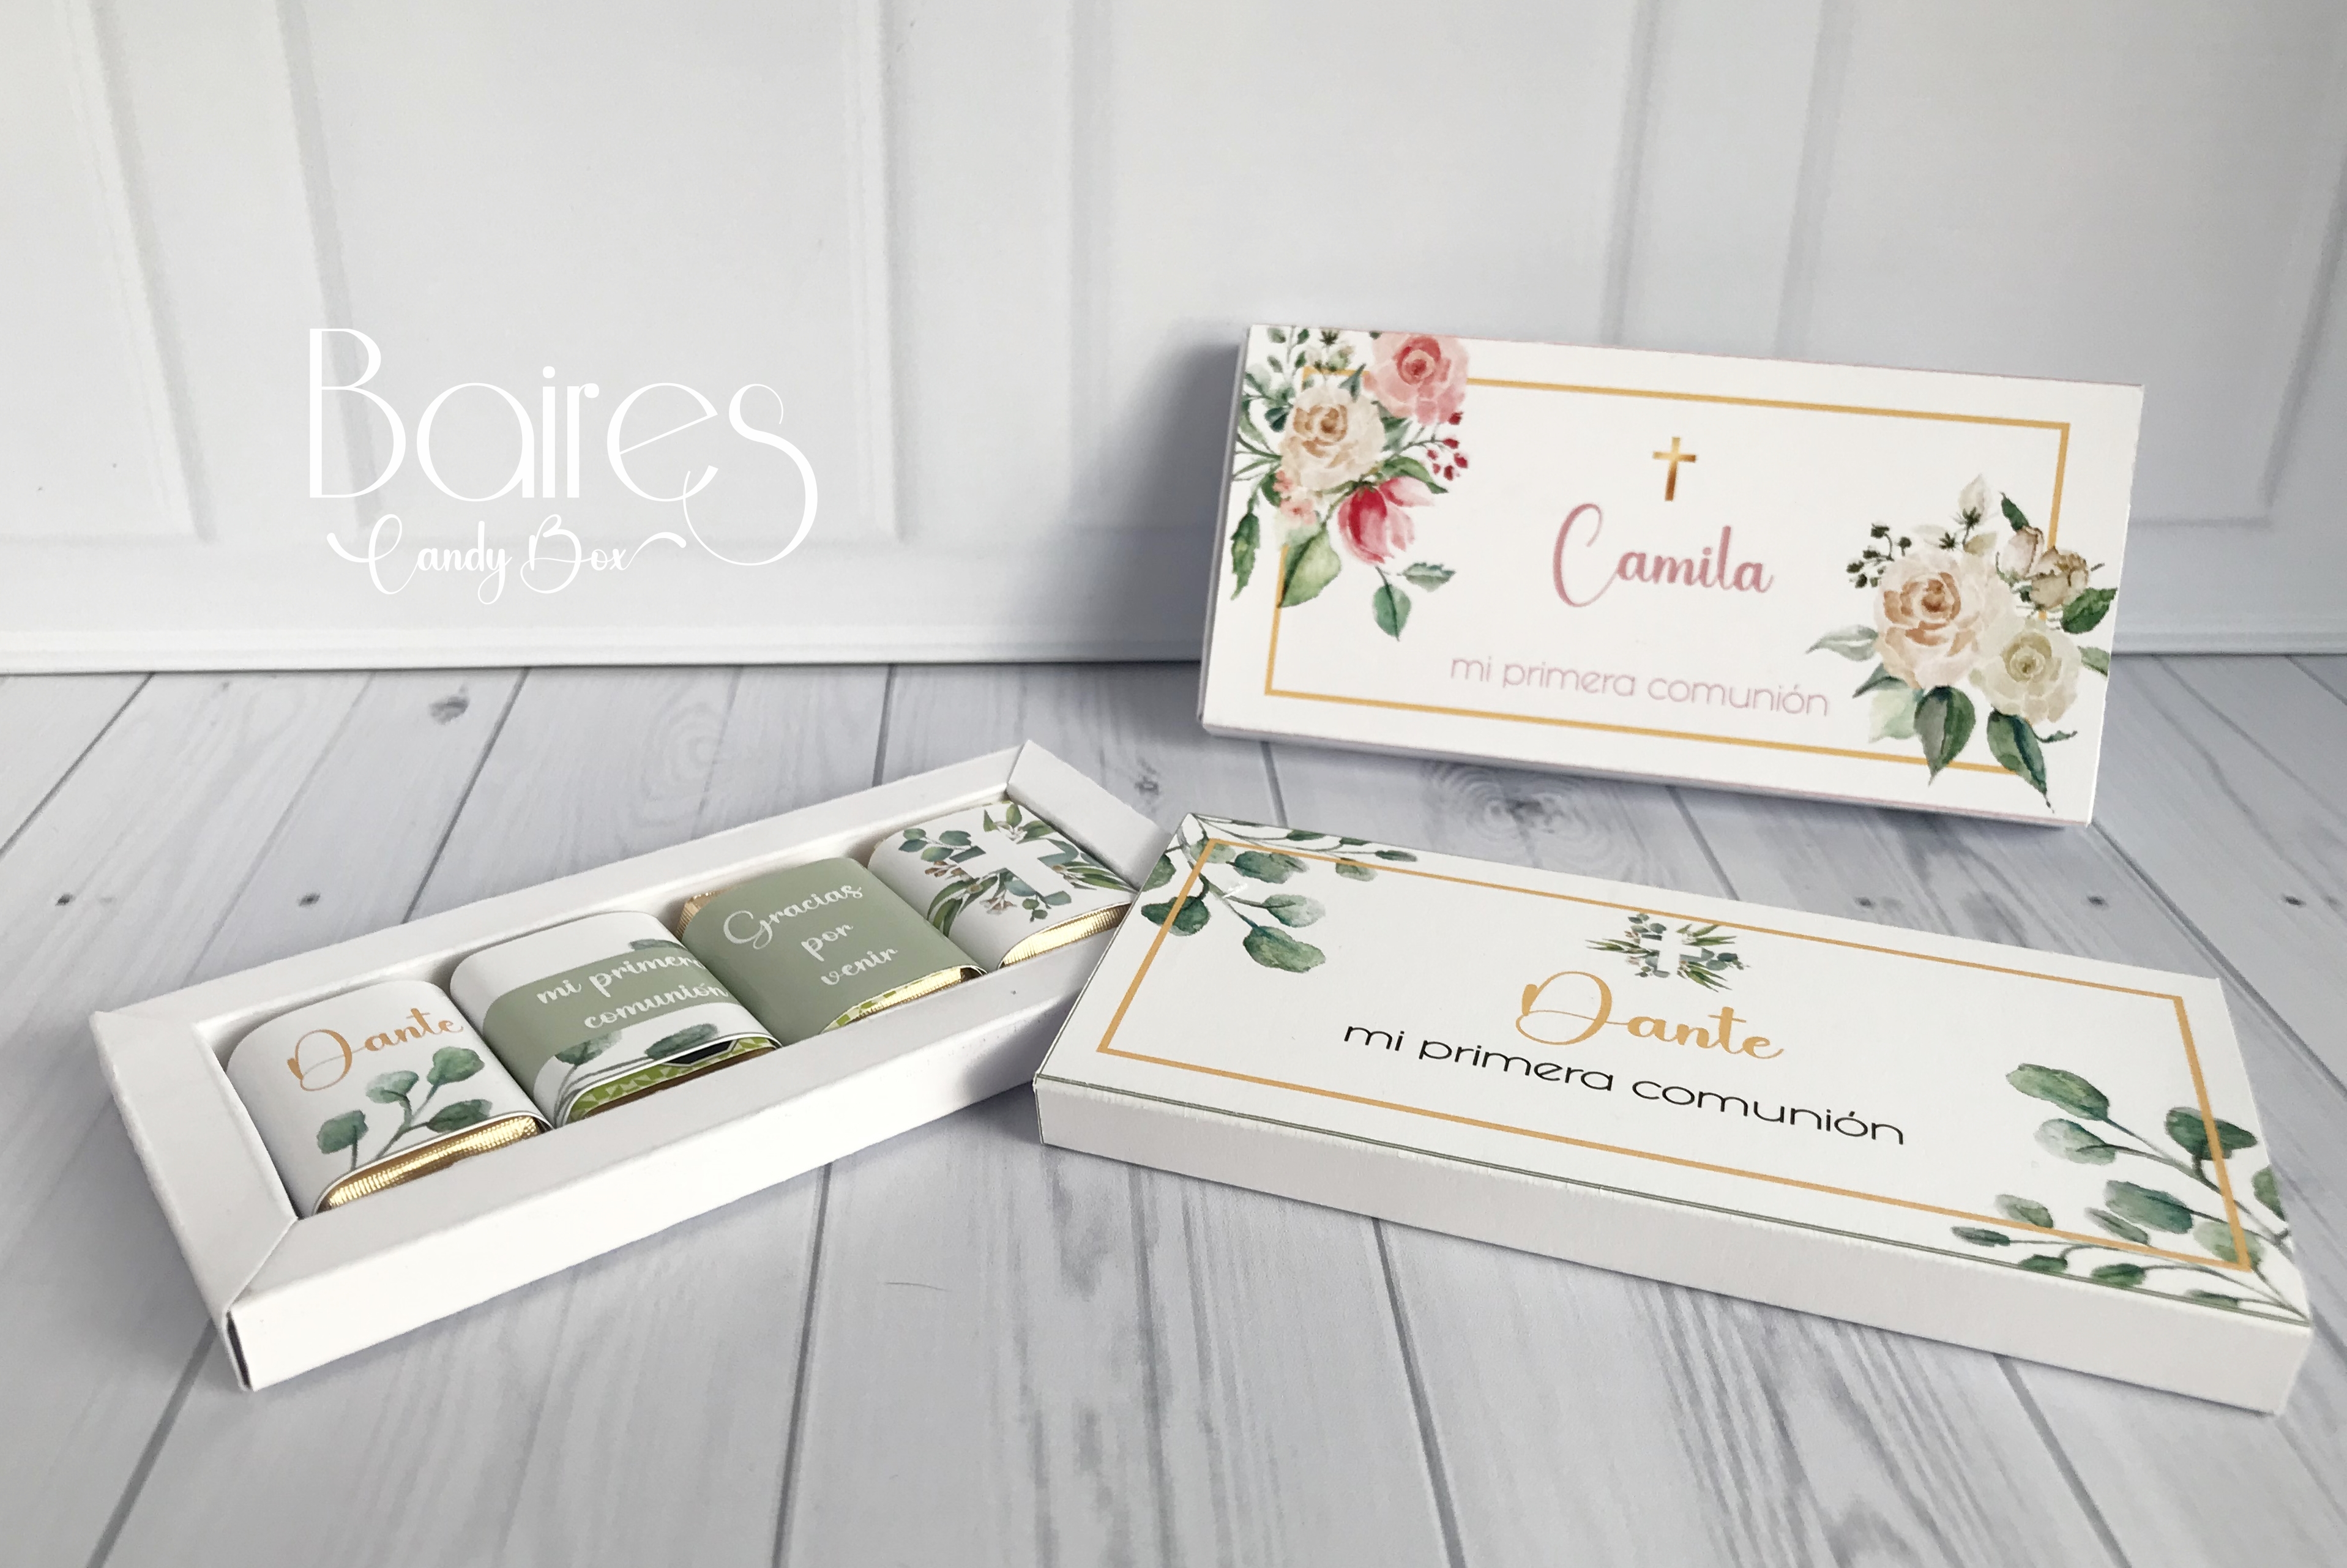 Baires
Candy Box
Camila
mi primera comunión
Dante
mi primera comunión
Dante
mi primera
comunión
Gracias
por
venir